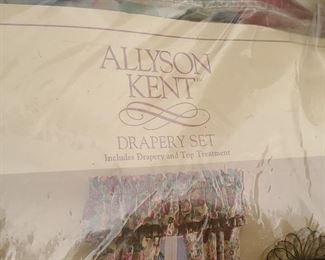 ALLYSON
KENT
DRAPERY SET
Includes Drapery and Top Treatment